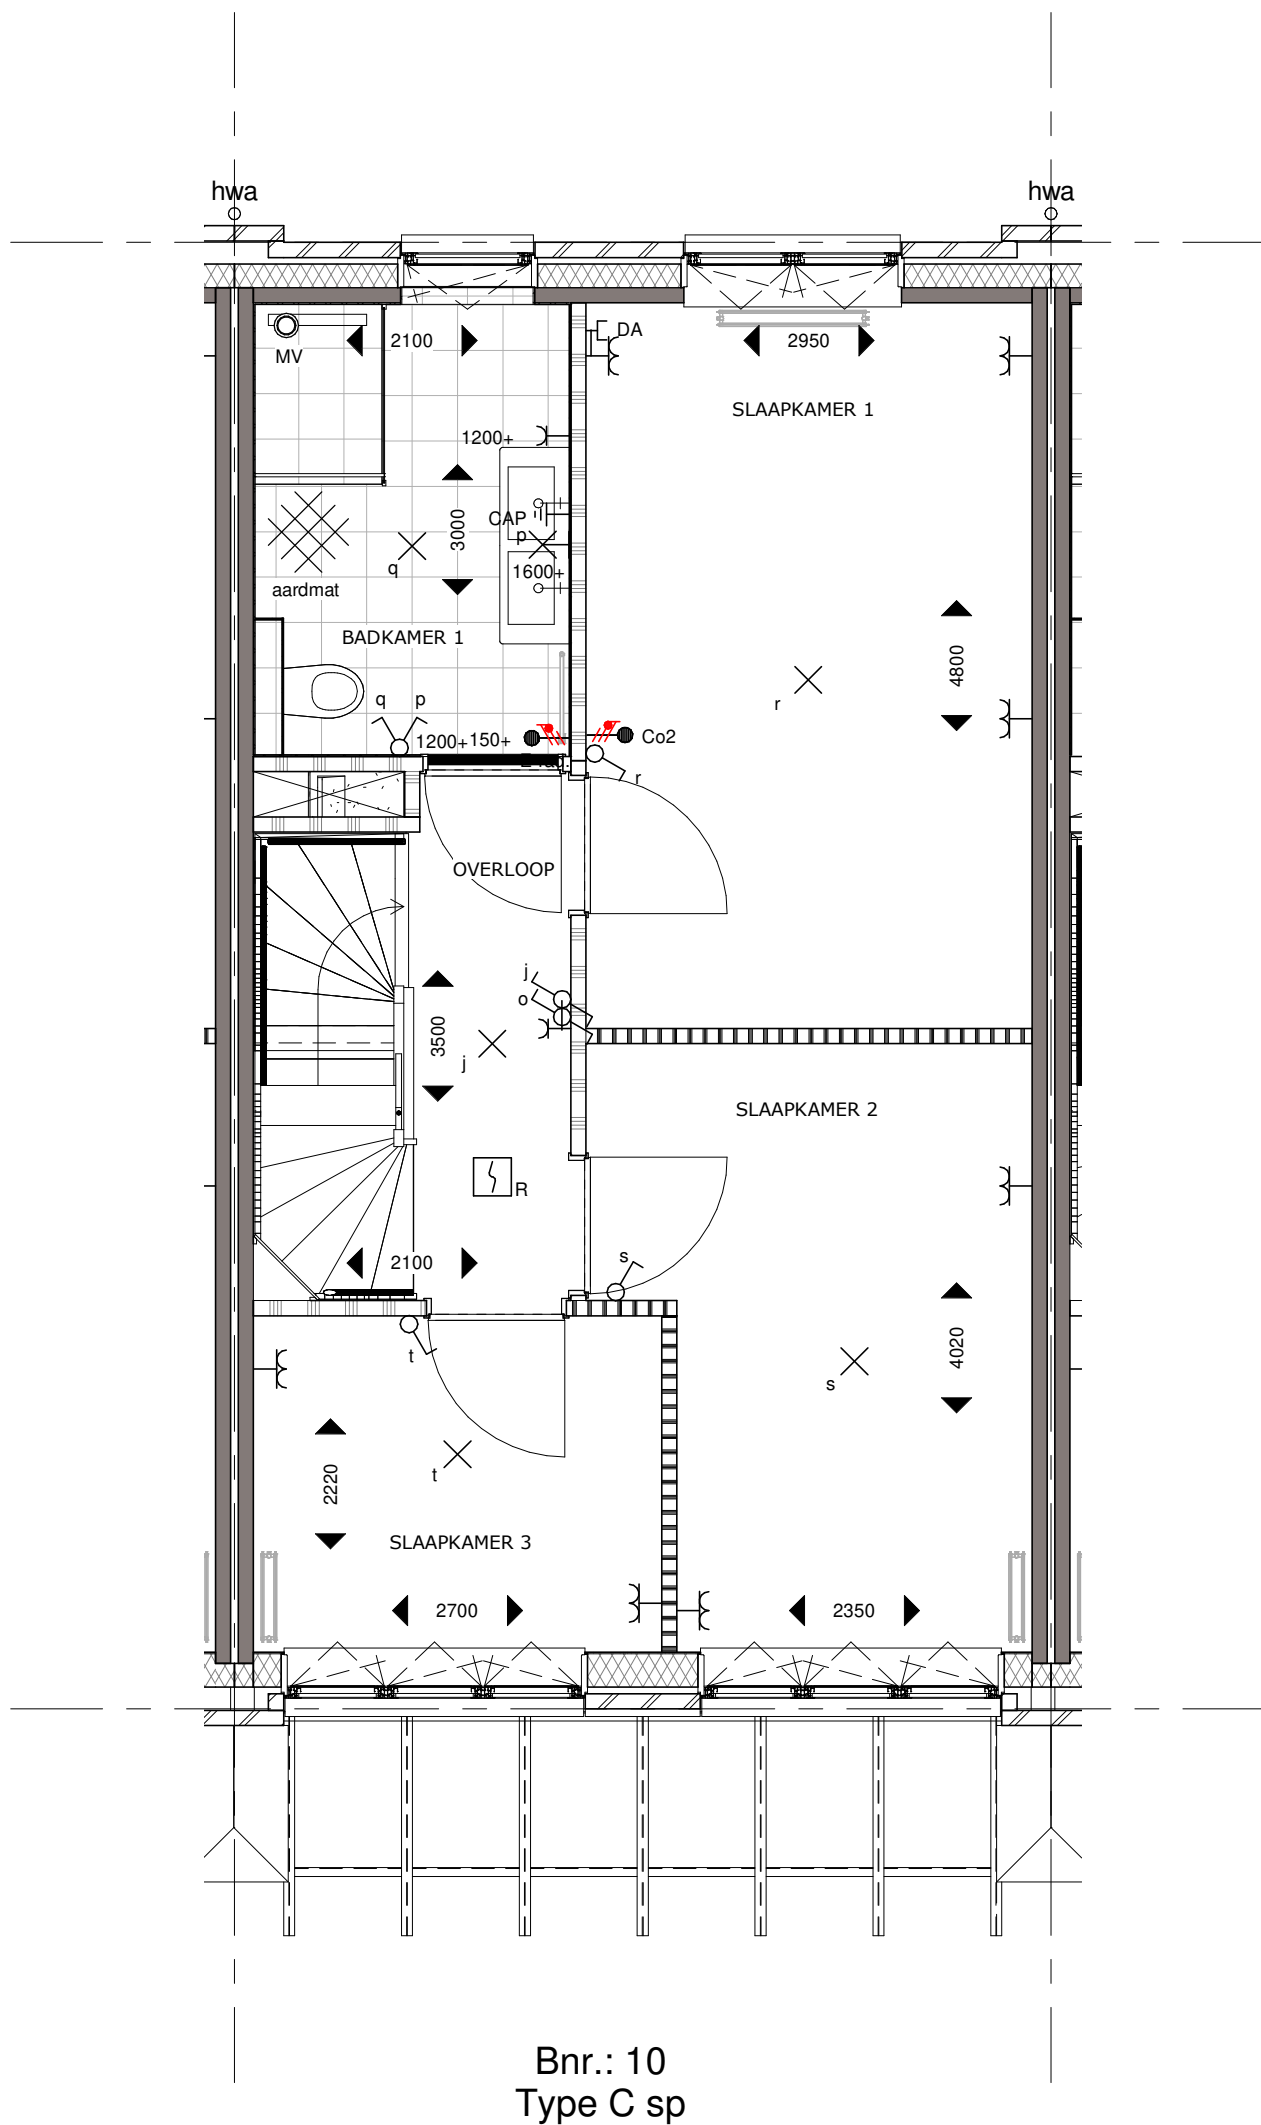 hwa
hwa
MV
2100
DA
2950
SLAAPKAMER 1
1200+
3000
CAP
p
q
1600+
aardmat
BADKAMER 1
4800
r
q
p
1200+
150+
Co2
r
OVERLOOP
j
o
3500
j
SLAAPKAMER 2
R
2100
s
t
4020
s
t
2220
SLAAPKAMER 3
2700
2350
Bnr.: 10
Type C sp